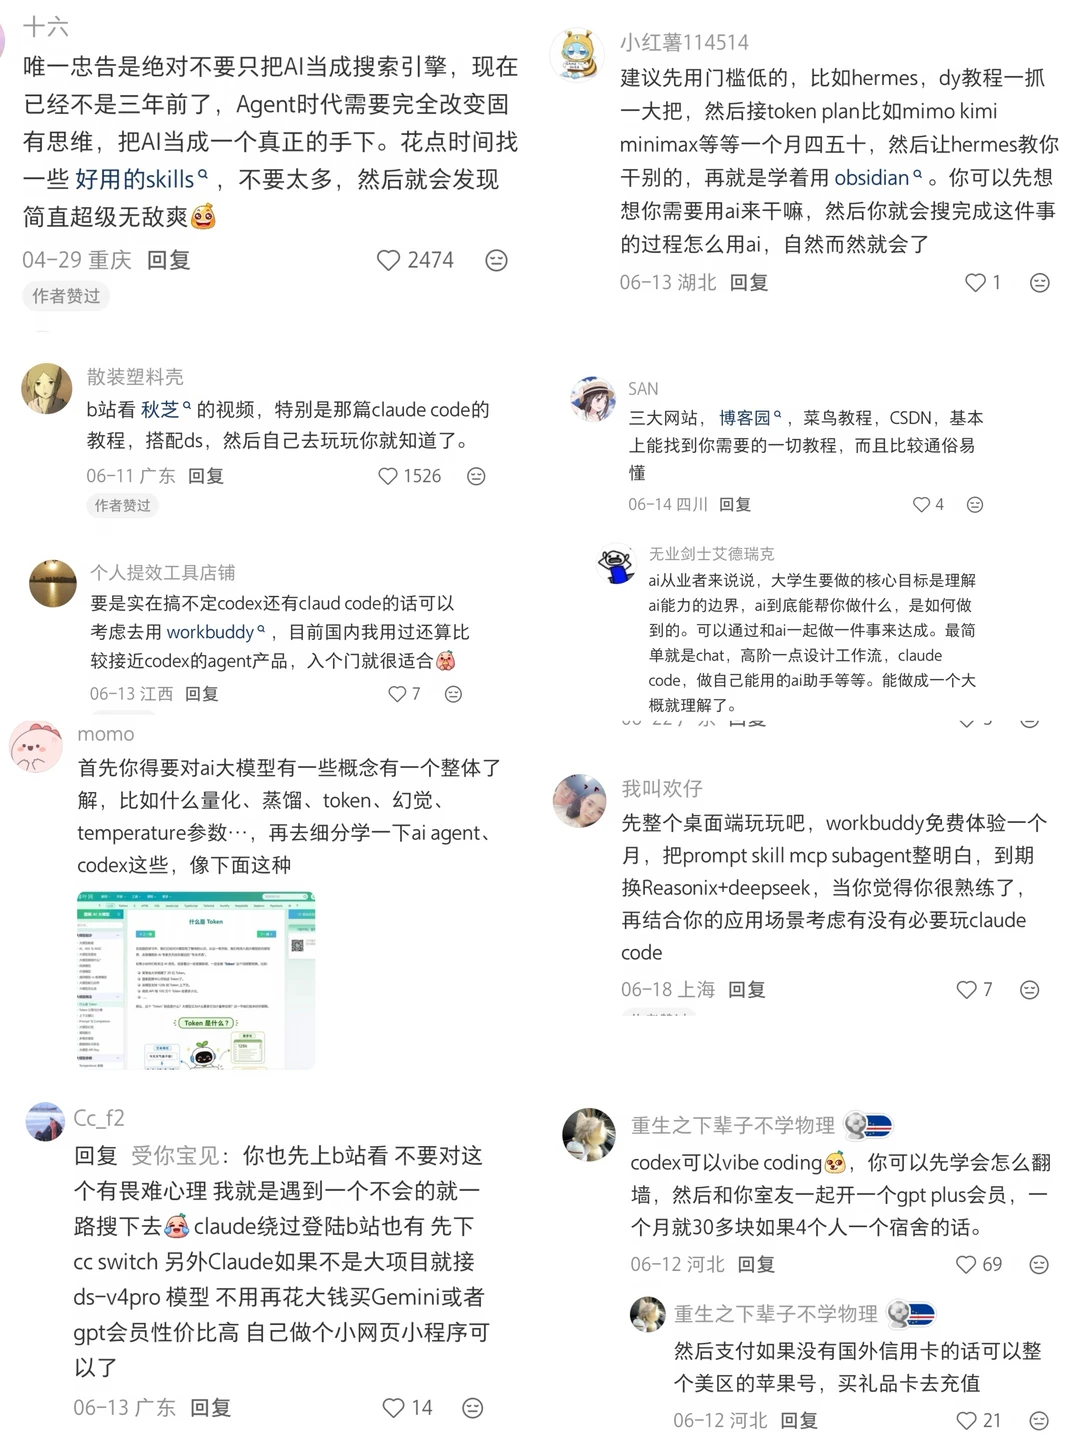 十六
唯一忠告是绝对不要只把AI当成搜索引擎，现在
已经不是三年前了，Agent时代需要完全改变固
有思维，把AI当成一个真正的手下。花点时间找
一些 好用的skills ，不要太多，然后就会发现
简直超级无敌爽
04-29 重庆 回复 2474
作者赞过
散装塑料壳
b站看 秋芝 的视频，特别是那篇claude code的
教程，搭配ds，然后自己去玩玩你就知道了。
06-11 广东 回复 1526
作者赞过
个人提效工具店铺
要是实在搞不定codex还有claud code的话可以
考虑去用 workbuddy ，目前国内我用过还算比
较接近codex的agent产品，入个门就很适合
06-13 江西 回复 7
momo
首先你得要对ai大模型有一些概念有一个整体了
解，比如什么量化、蒸馏、token、幻觉、
temperature参数…，再去细分学一下ai agent、
codex这些，像下面这种
什么是 Token
Token 是什么？
Cc_f2
回复 受你宝见：你也先上b站看 不要对这
个有畏难心理 我就是遇到一个不会的就一
路搜下去 claude绕过登陆b站也有 先下
cc switch 另外Claude如果不是大项目就接
ds-v4pro 模型 不用再花大钱买Gemini或者
gpt会员性价比高 自己做个小网页小程序可
以了
06-13 广东 回复 14
小红薯114514
建议先用门槛低的，比如hermes，dy教程一抓
一大把，然后接token plan比如mimo kimi
minimax等等一个月四五十，然后让hermes教你
干别的，再就是学着用 obsidian 。你可以先想
想你需要用ai来干嘛，然后你就会搜完成这件事
的过程怎么用ai，自然而然就会了
06-13 湖北 回复 1
SAN
三大网站， 博客园 ，菜鸟教程，CSDN，基本
上能找到你需要的一切教程，而且比较通俗易
懂
06-14 四川 回复 4
无业剑士艾德瑞克
ai从业者来说说，大学生要做的核心目标是理解
ai能力的边界，ai到底能帮你做什么，是如何做
到的。可以通过和ai一起做一件事来达成。最简
单就是chat，高阶一点设计工作流，claude
code，做自己能用的ai助手等等。能做成一个大
概就理解了。
我叫欢仔
先整个桌面端玩玩吧，workbuddy免费体验一个
月，把prompt skill mcp subagent整明白，到期
换Reasonix+deepseek，当你觉得你很熟练了，
再结合你的应用场景考虑有没有必要玩claude
code
06-18 上海 回复 7
重生之下辈子不学物理
codex可以vibe coding ，你可以先学会怎么翻
墙，然后和你室友一起开一个gpt plus会员，一
个月就30多块如果4个人一个宿舍的话。
06-12 河北 回复 69
重生之下辈子不学物理
然后支付如果没有国外信用卡的话可以整
个美区的苹果号，买礼品卡去充值
06-12 河北 回复 21